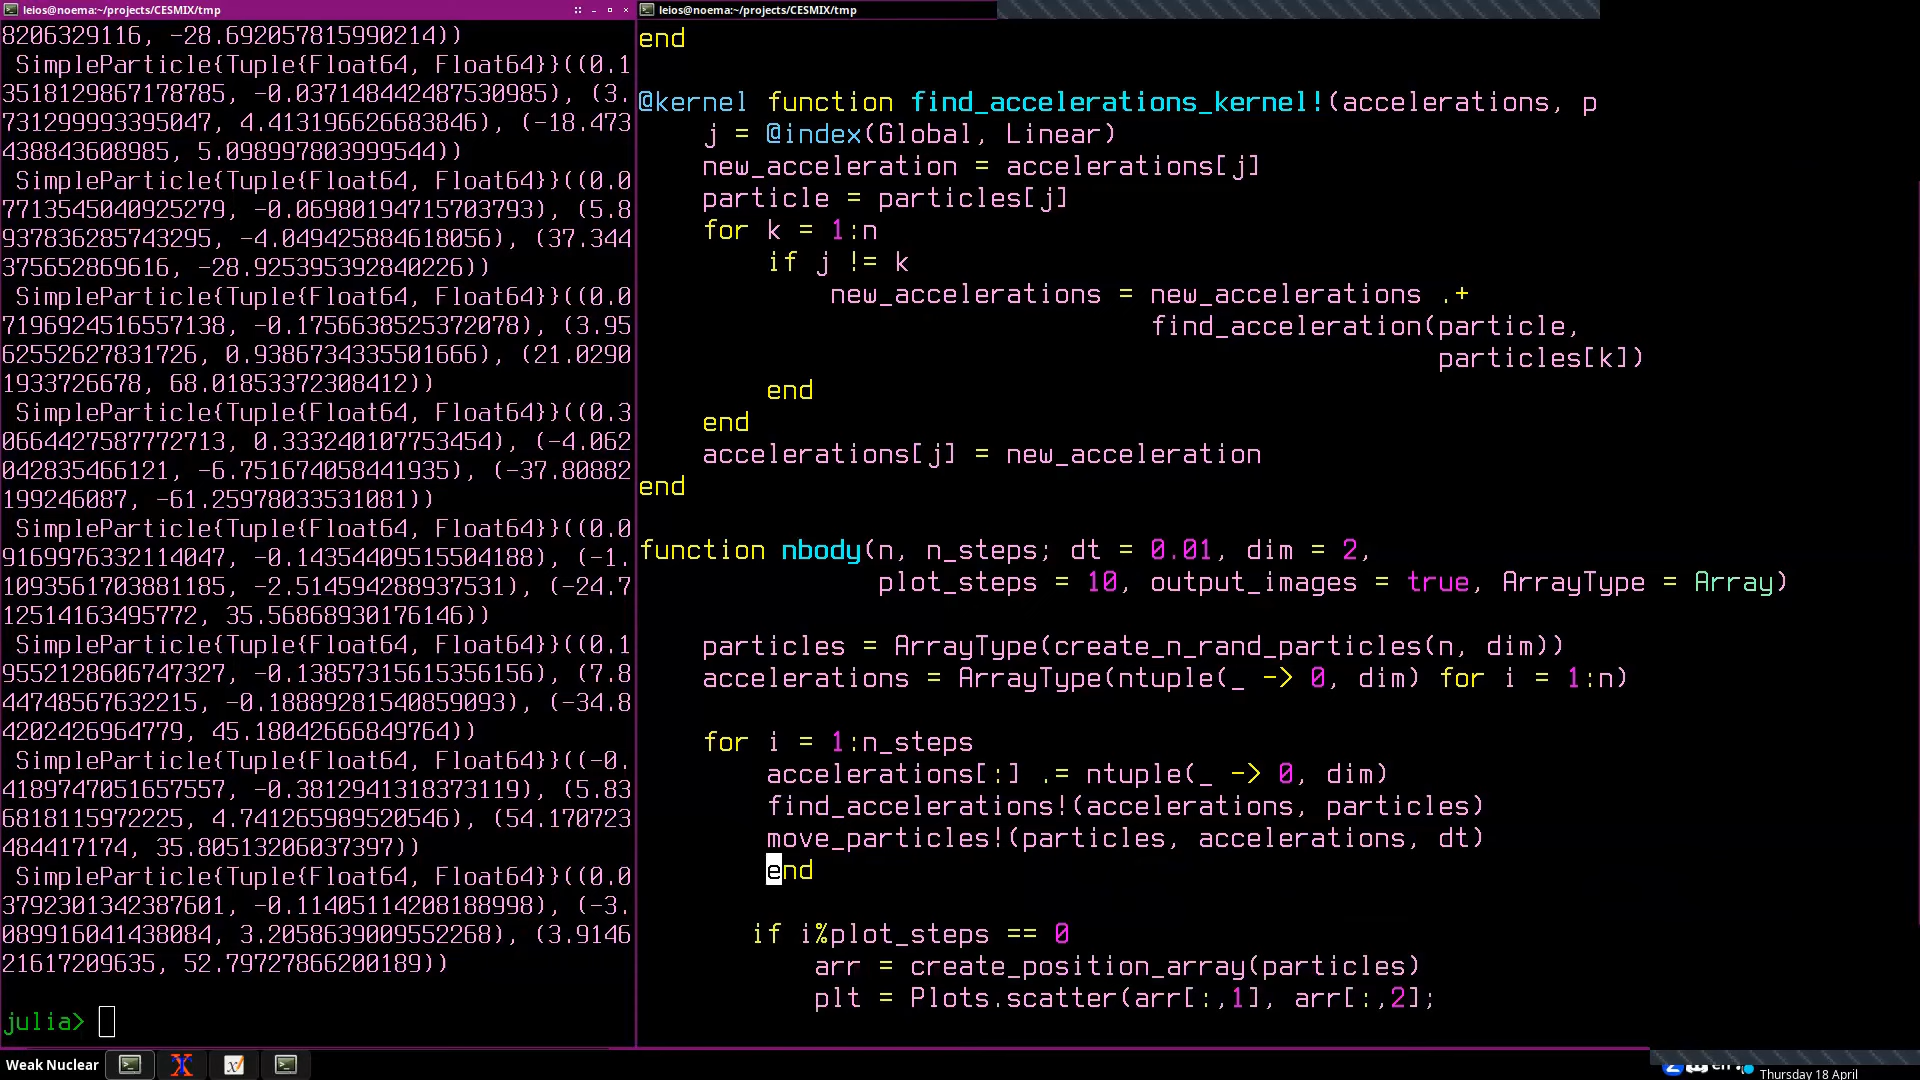 leios@noema:~/projects/CESMIX/tmp
8206329116, -28.692057815990214))
SimpleParticle{Tuple{Float64, Float64}}((0.1
35181298671 78785, -0.037148442487530985), (3.
731299993395047, 4.413196626683846), (-18.473
438843608985, 5.0989978039995​44))
SimpleParticle{Tuple{Float64, Float64}}((0.0
7713545040925279, -0.06980194715703793), (5.8
937836285743295, -4.049425884618056), (37.344
375652869616, -28.925395392840226))
SimpleParticle{Tuple{Float64, Float64}}((0.0
7196924516557138, -0.1756638525372078), (3.95
62552627831726, 0.9386734335501666), (21.0290
1933726678, 68.01853372308412))
SimpleParticle{Tuple{Float64, Float64}}((0.3
0664427587772713, 0.333240107753454), (-4.062
042835466121, -6.751674058441935), (-37.80882
199246087, -61.25978033531081))
SimpleParticle{Tuple{Float64, Float64}}((0.0
9169976332114047, -0.14354409515504188), (-1.
1093561703881185, -2.514594288937531), (-24.7
12514163495772, 35.56868930176146))
SimpleParticle{Tuple{Float64, Float64}}((0.1
9552128606747327, -0.13857315615356156), (7.8
44748567632215, -0.18889281540859093), (-34.8
4202426964779, 45.18042666849764))
SimpleParticle{Tuple{Float64, Float64}}((-0.
41897470516575​57, -0.3812941318373119), (5.83
6818115972225, 4.741265989520546), (54.170723
484417174, 35.80513206037397))
SimpleParticle{Tuple{Float64, Float64}}((0.0
3792301342387601, -0.11405114208188998), (-3.
0899160414380​84, 3.2058639009552268), (3.9146
21617209635, 52.79727866200189))
julia>
leios@noema:~/projects/CESMIX/tmp
end
@kernel function find_accelerations_kernel!(accelerations, p
    j = @index(Global, Linear)
    new_acceleration = accelerations[j]
    particle = particles[j]
    for k = 1:n
        if j != k
            new_accelerations = new_accelerations .+
                                find_acceleration(particle,
                                                  particles[k])
        end
    end
    accelerations[j] = new_acceleration
end
function nbody(n, n_steps; dt = 0.01, dim = 2,
               plot_steps = 10, output_images = true, ArrayType = Array)
    particles = ArrayType(create_n_rand_particles(n, dim))
    accelerations = ArrayType(ntuple(_ -> 0, dim) for i = 1:n)
    for i = 1:n_steps
        accelerations[:] .= ntuple(_ -> 0, dim)
        find_accelerations!(accelerations, particles)
        move_particles!(particles, accelerations, dt)
        end
       if i%plot_steps == 0
           arr = create_position_array(particles)
           plt = Plots.scatter(arr[:,1], arr[:,2];
Weak Nuclear
Thursday 18 April